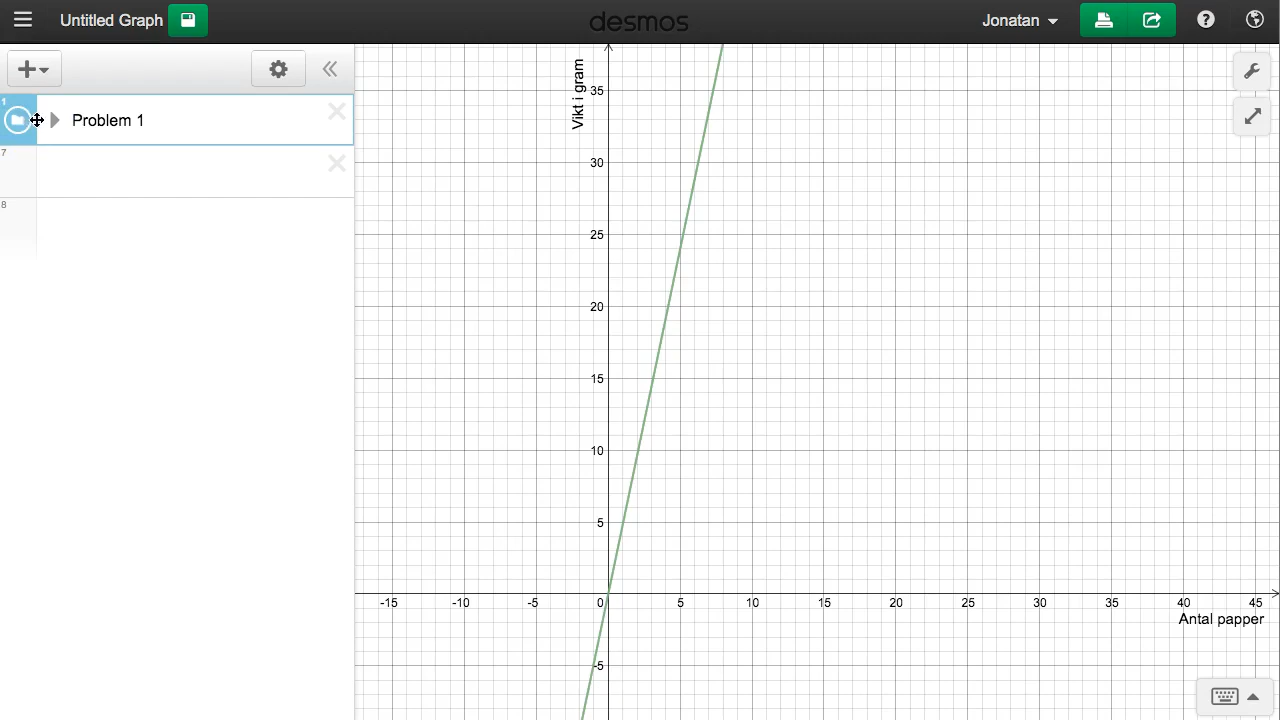 Untitled Graph
desmos
Jonatan
1
Problem 1
7
8
Vikt i gram
35
30
25
20
15
10
5
-15 -10 -5 0 5 10 15 20 25 30 35 40 45
Antal papper
-5